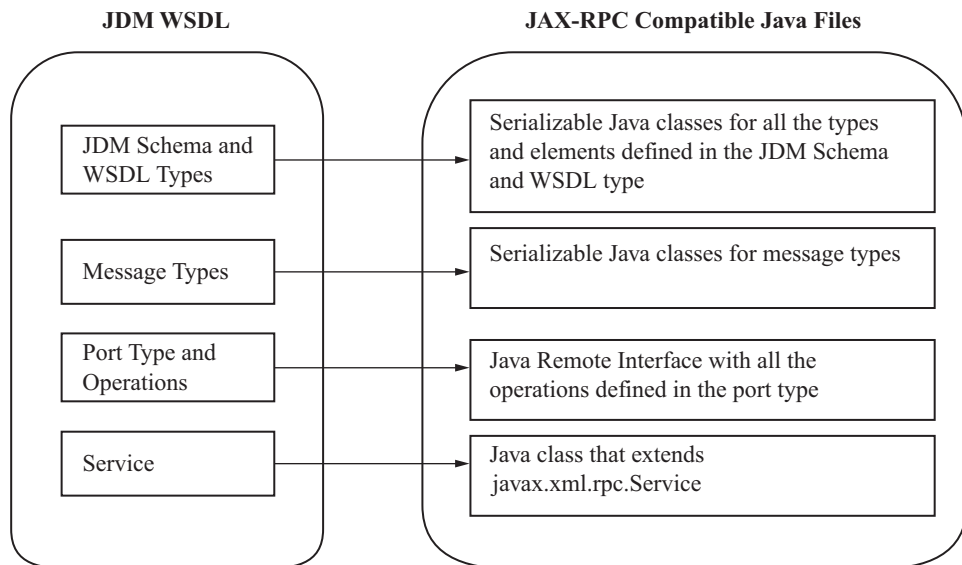 JDM WSDL
JAX-RPC Compatible Java Files
JDM Schema and
WSDL Types
Serializable Java classes for all the types
and elements defined in the JDM Schema
and WSDL type
Message Types
Serializable Java classes for message types
Port Type and
Operations
Java Remote Interface with all the
operations defined in the port type
Service
Java class that extends
javax.xml.rpc.Service